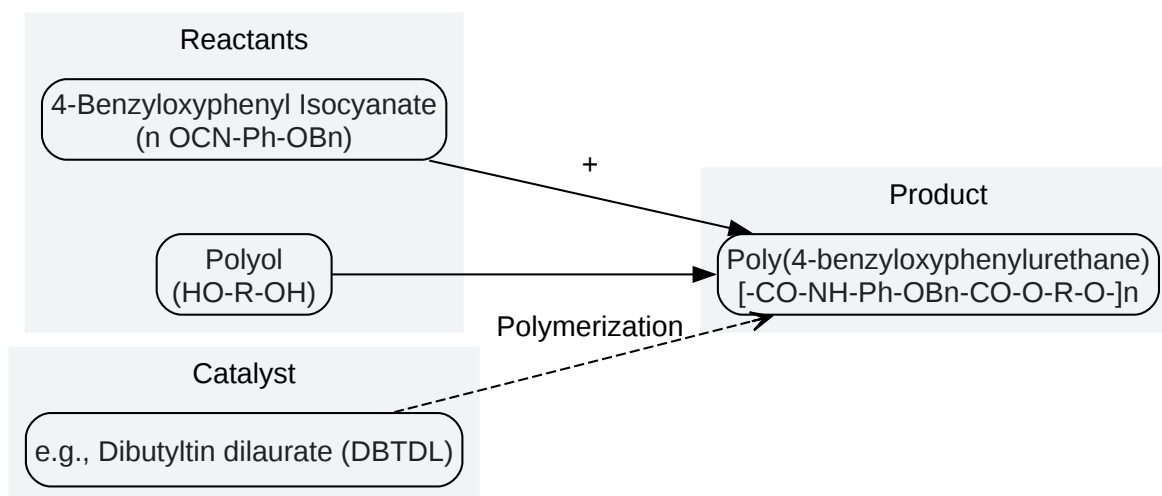 Reactants
4-Benzyloxyphenyl Isocyanate
(n OCN-Ph-OBn)
+
Product
Polyol
(HO-R-OH)
Poly(4-benzyloxyphenylurethane)
[-CO-NH-Ph-OBn-CO-O-R-O-]n
Polymerization
Catalyst
e.g., Dibutyltin dilaurate (DBTDL)